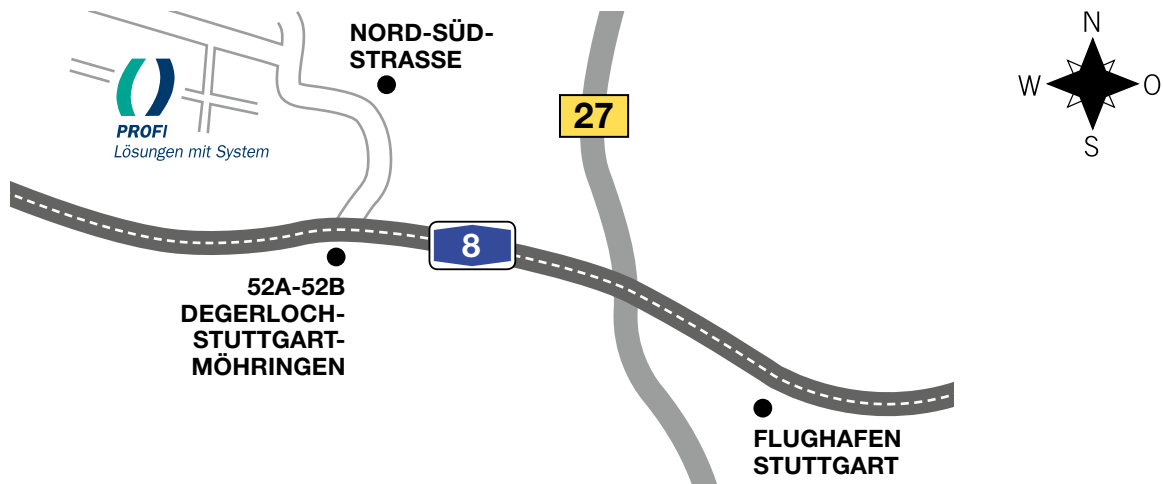 NORD-SÜD-
STRASSE
27
N
W
O
S
PROFI
Lösungen mit System
8
52A-52B
DEGERLOCH-
STUTTGART-
MÖHRINGEN
FLUGHAFEN
STUTTGART